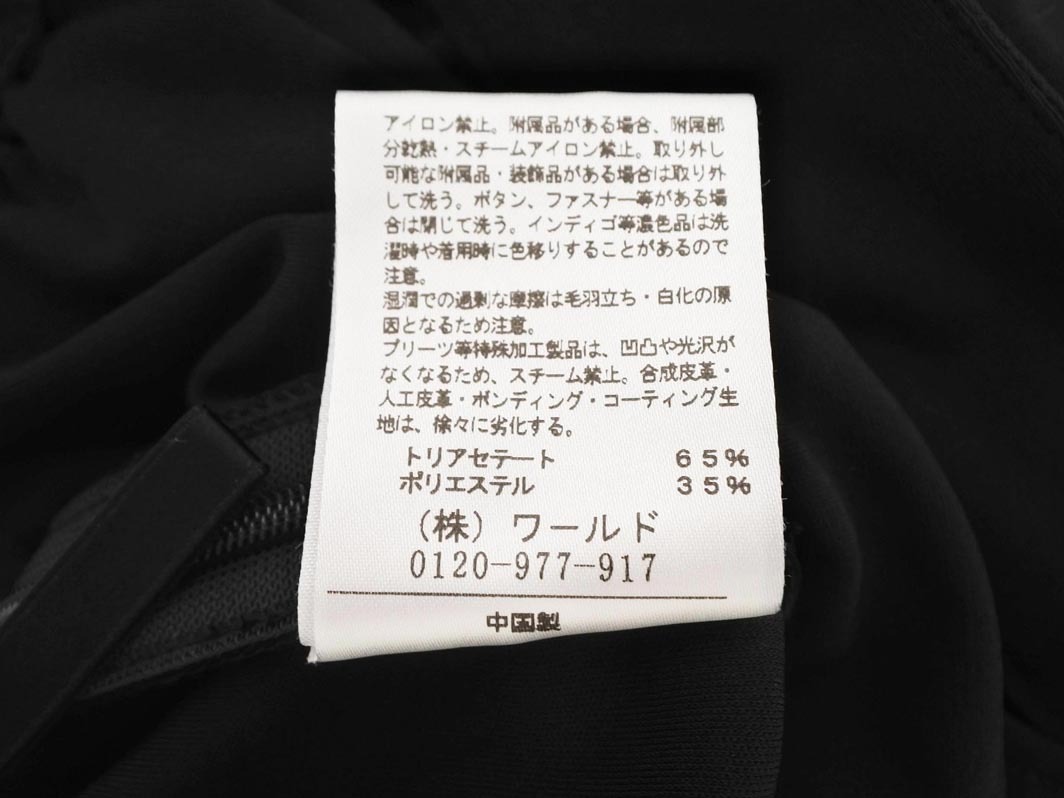 アイロン禁止。附属品がある場合、附属部
分乾熱・スチームアイロン禁止。取り外し
可能な附属品・装飾品がある場合は取り外
して洗う。ボタン、ファスナー等がある場
合は閉じて洗う。インディゴ等濃色品は洗
濯時や着用時に色移りすることがあるので
注意。
湿潤での過剰な摩擦は毛羽立ち・白化の原
因となるため注意。
プリーツ等特殊加工製品は、凹凸や光沢が
なくなるため、スチーム禁止。合成皮革・
人工皮革・ボンディング・コーティング生
地は、徐々に劣化する。
トリアセテート 65%
ポリエステル 35%
(株) ワールド
0120-977-917
中国製